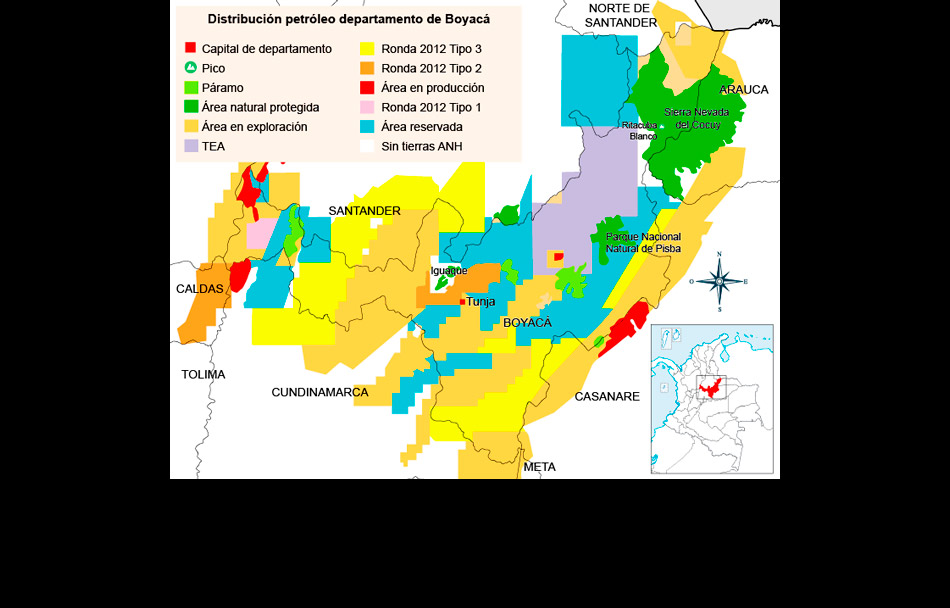 Distribución petróleo departamento de Boyacá
Capital de departamento
Pico
Páramo
Área natural protegida
Área en exploración
TEA
Ronda 2012 Tipo 3
Ronda 2012 Tipo 2
Área en producción
Ronda 2012 Tipo 1
Área reservada
Sin tierras ANH
NORTE DE
SANTANDER
ARAUCA
Sierra Nevada
del Cocuy
Ritacuba
Blanco
SANTANDER
Parque Nacional
Natural de Pisba
Iguaque
CALDAS
Tunja
BOYACÁ
N
O
E
S
TOLIMA
CUNDINAMARCA
CASANARE
META